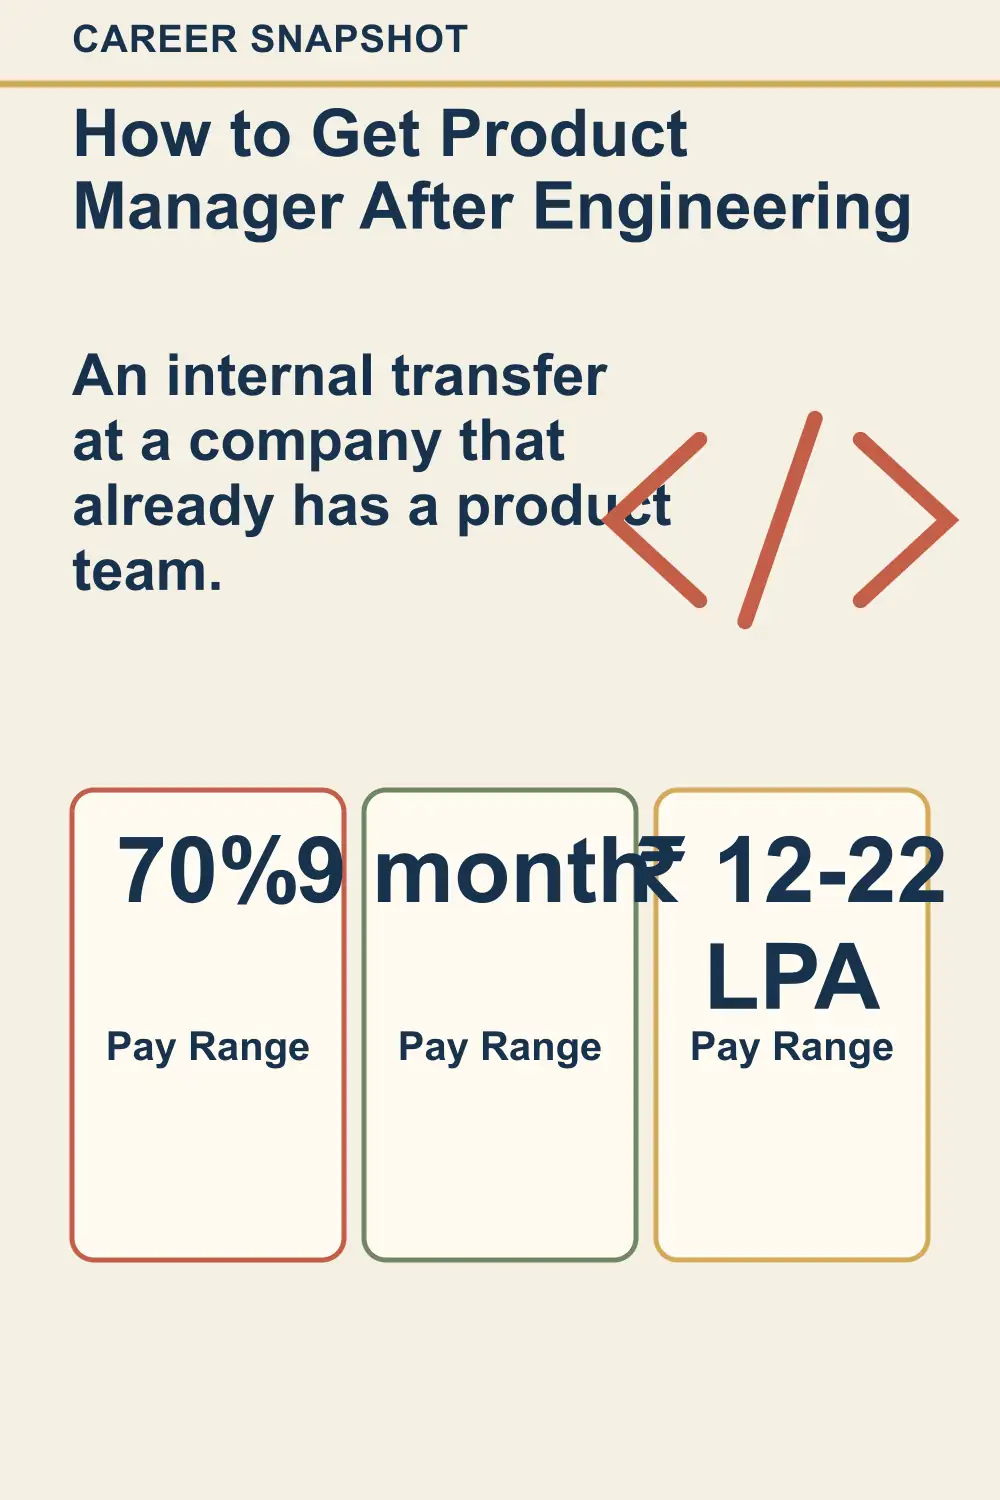 CAREER SNAPSHOT
How to Get Product
Manager After Engineering
An internal transfer
at a company that
already has a product
team.
70%
9 month
₹ 12-22
LPA
Pay Range
Pay Range
Pay Range